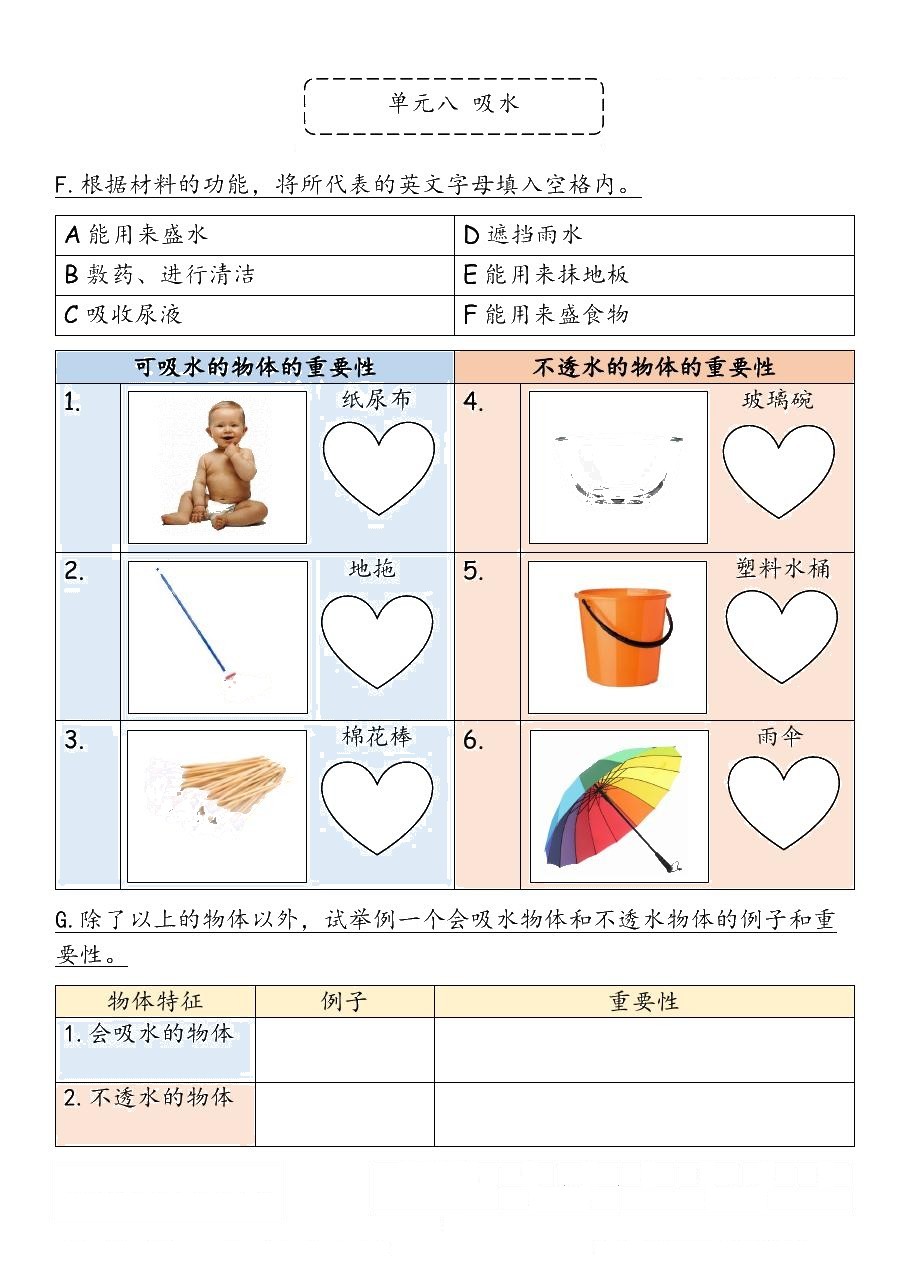 单元八 吸水
F. 根据材料的功能，将所代表的英文字母填入空格内。
A 能用来盛水
D 遮挡雨水
B 敷药、进行清洁
E 能用来抹地板
C 吸收尿液
F 能用来盛食物
可吸水的物体的重要性
不透水的物体的重要性
1.
纸尿布
4.
玻璃碗
2.
地拖
5.
塑料水桶
3.
棉花棒
6.
雨伞
G. 除了以上的物体以外，试举例一个会吸水物体和不透水物体的例子和重
要性。
物体特征
例子
重要性
1. 会吸水的物体
2. 不透水的物体